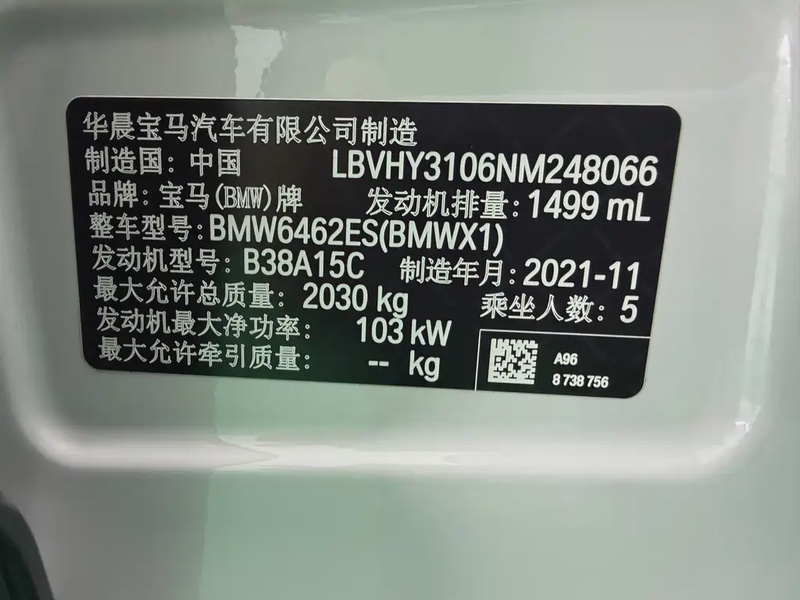 华晨宝马汽车有限公司制造
制造国: 中国 LBVHY3106NM248066
品牌: 宝马(BMW)牌 发动机排量: 1499 mL
整车型号: BMW6462ES(BMWX1)
发动机型号: B38A15C 制造年月: 2021-11
最大允许总质量: 2030 kg 乘坐人数: 5
发动机最大净功率: 103 kW
最大允许牵引质量: -- kg
A96
8 738 756